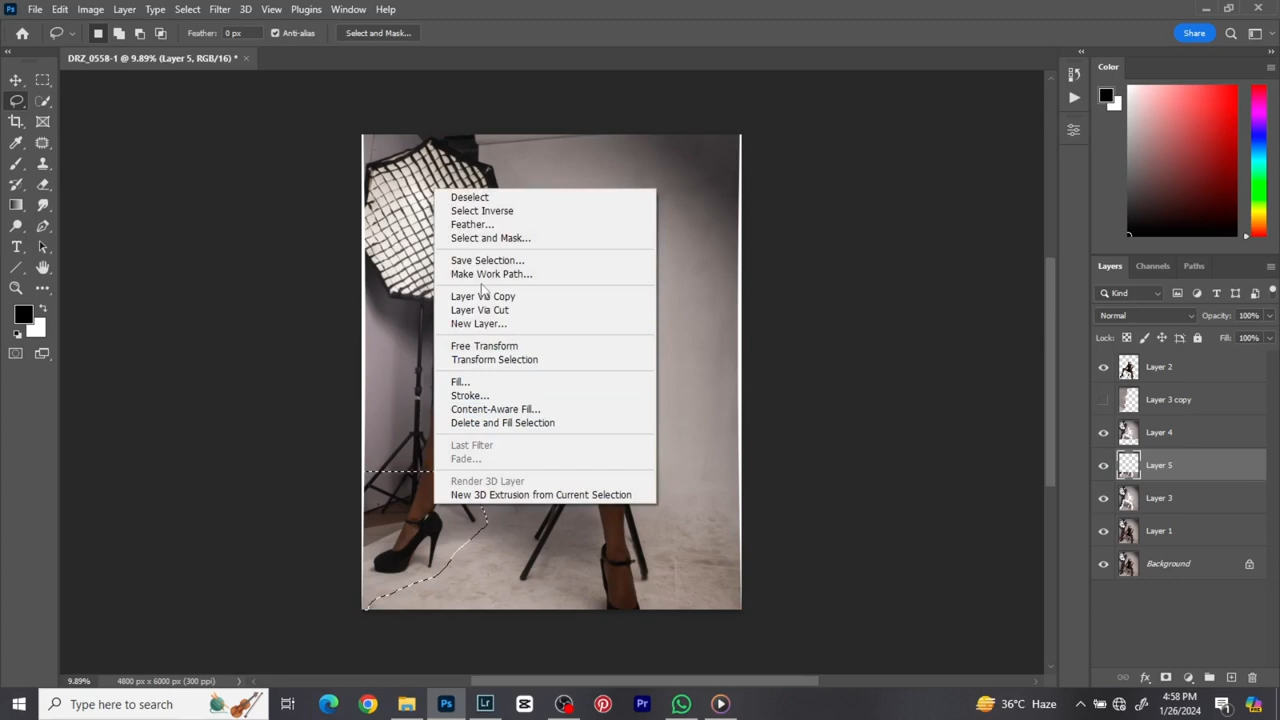 Ps File Edit Image Layer Type Select Filter 3D View Plugins Window Help
Feather: 0 px Anti-alias Select and Mask... Share
DRZ_0558-1 @ 9.89% (Layer 5, RGB/16) *
Color
Deselect
Select Inverse
Feather...
Select and Mask...
Save Selection...
Make Work Path...
Layer Via Copy
Layer Via Cut
New Layer...
Free Transform
Transform Selection
Fill...
Stroke...
Content-Aware Fill...
Delete and Fill Selection
Last Filter
Fade...
Render 3D Layer
New 3D Extrusion from Current Selection
Layers Channels Paths
Kind
Normal Opacity: 100%
Lock: Fill: 100%
Layer 2
Layer 3 copy
Layer 4
Layer 5
Layer 3
Layer 1
Background
9.89% 4800 px x 6000 px (300 ppi)
Type here to search
36°C Haze
4:58 PM
1/26/2024